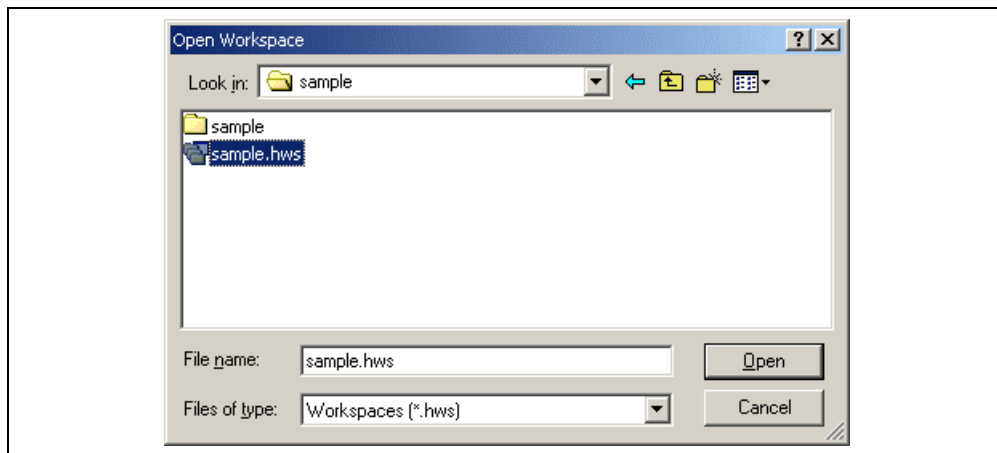 Open Workspace
Look in: sample
sample
sample.hws
File name: sample.hws
Open
Files of type: Workspaces (*.hws)
Cancel